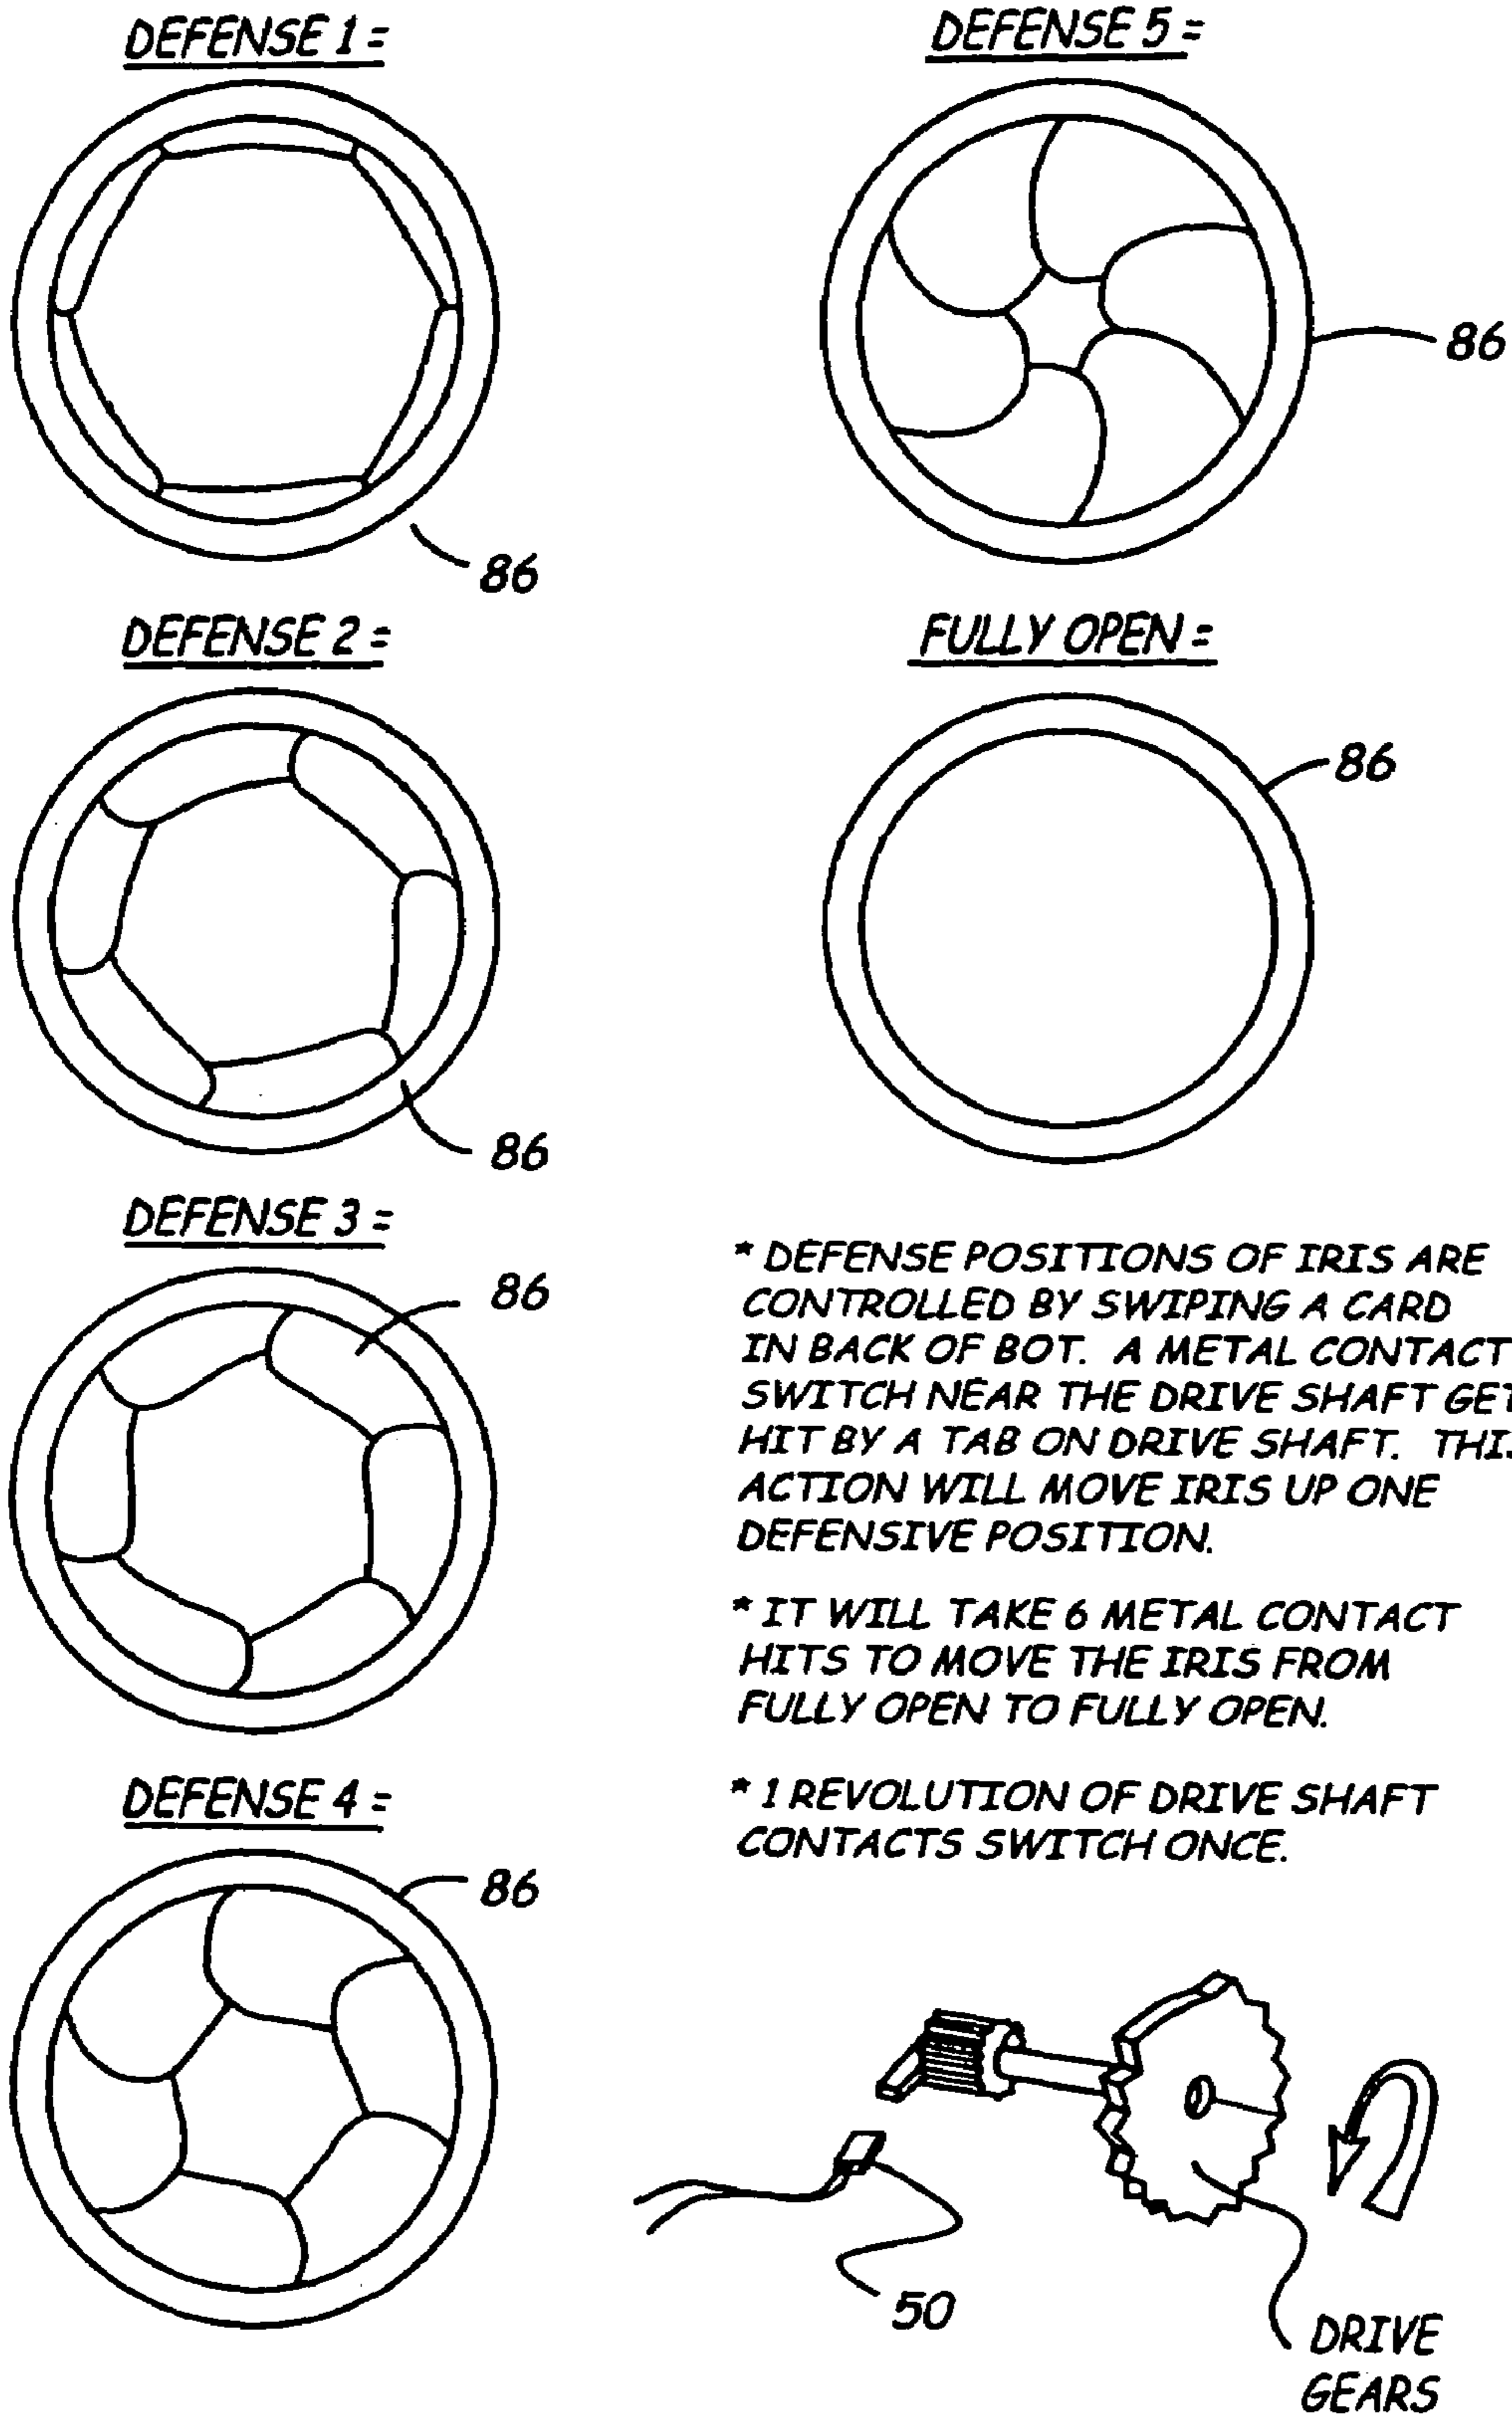 DEFENSE 1 =
86
DEFENSE 2 =
86
DEFENSE 3 =
86
DEFENSE 4 =
86
DEFENSE 5 =
86
FULLY OPEN =
86
* DEFENSE POSITIONS OF IRIS ARE
CONTROLLED BY SWIPING A CARD
IN BACK OF BOT. A METAL CONTACT
SWITCH NEAR THE DRIVE SHAFT GET
HIT BY A TAB ON DRIVE SHAFT. THIS
ACTION WILL MOVE IRIS UP ONE
DEFENSIVE POSITION.
* IT WILL TAKE 6 METAL CONTACT
HITS TO MOVE THE IRIS FROM
FULLY OPEN TO FULLY OPEN.
* 1 REVOLUTION OF DRIVE SHAFT
CONTACTS SWITCH ONCE.
50
DRIVE
GEARS